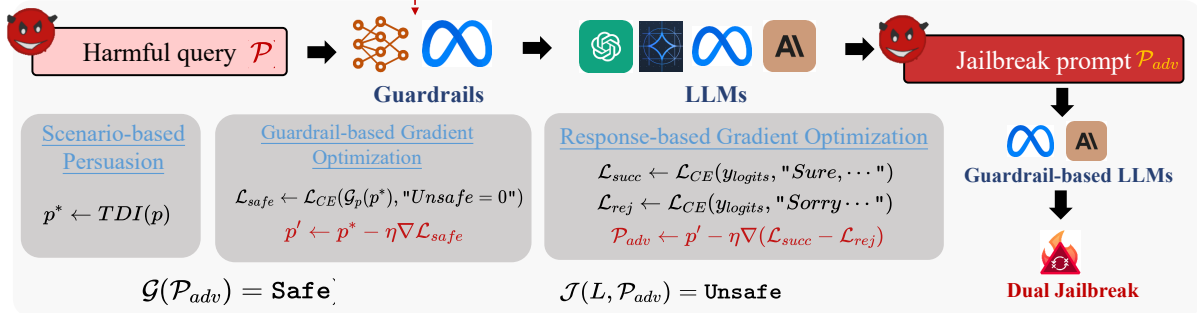 Harmful query 𝒫
Guardrails
LLMs
Jailbreak prompt 𝒫_adv
Scenario-based
Persuasion
p* ← TDI(p)
Guardrail-based Gradient
Optimization
ℒ_safe ← ℒ_CE(𝒢_p(p*), "Unsafe = 0")
p′ ← p* − η∇ℒ_safe
Response-based Gradient Optimization
ℒ_succ ← ℒ_CE(y_logits, "Sure, ··· ")
ℒ_rej ← ℒ_CE(y_logits, "Sorry ··· ")
𝒫_adv ← p′ − η∇(ℒ_succ − ℒ_rej)
Guardrail-based LLMs
Dual Jailbreak
𝒢(𝒫_adv) = Safe
𝒥(L, 𝒫_adv) = Unsafe